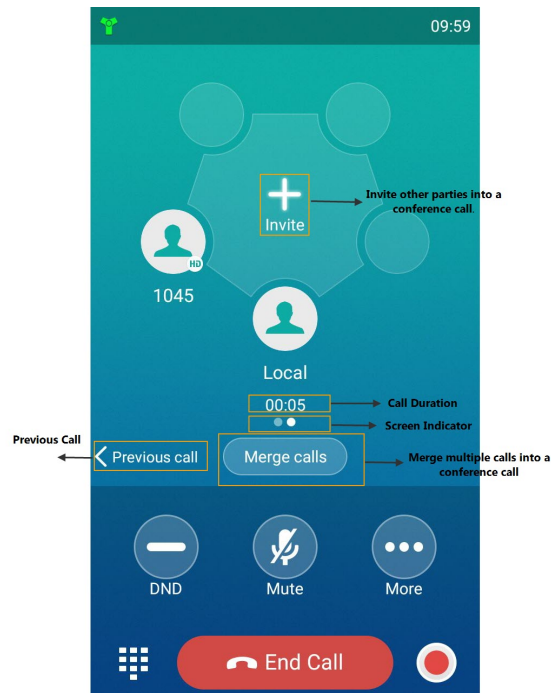 09:59
Invite
Invite other parties into a
conference call.
HD
1045
Local
00:05
Call Duration
Screen Indicator
Previous Call
Previous call
Merge calls
Merge multiple calls into a
conference call
DND
Mute
More
End Call